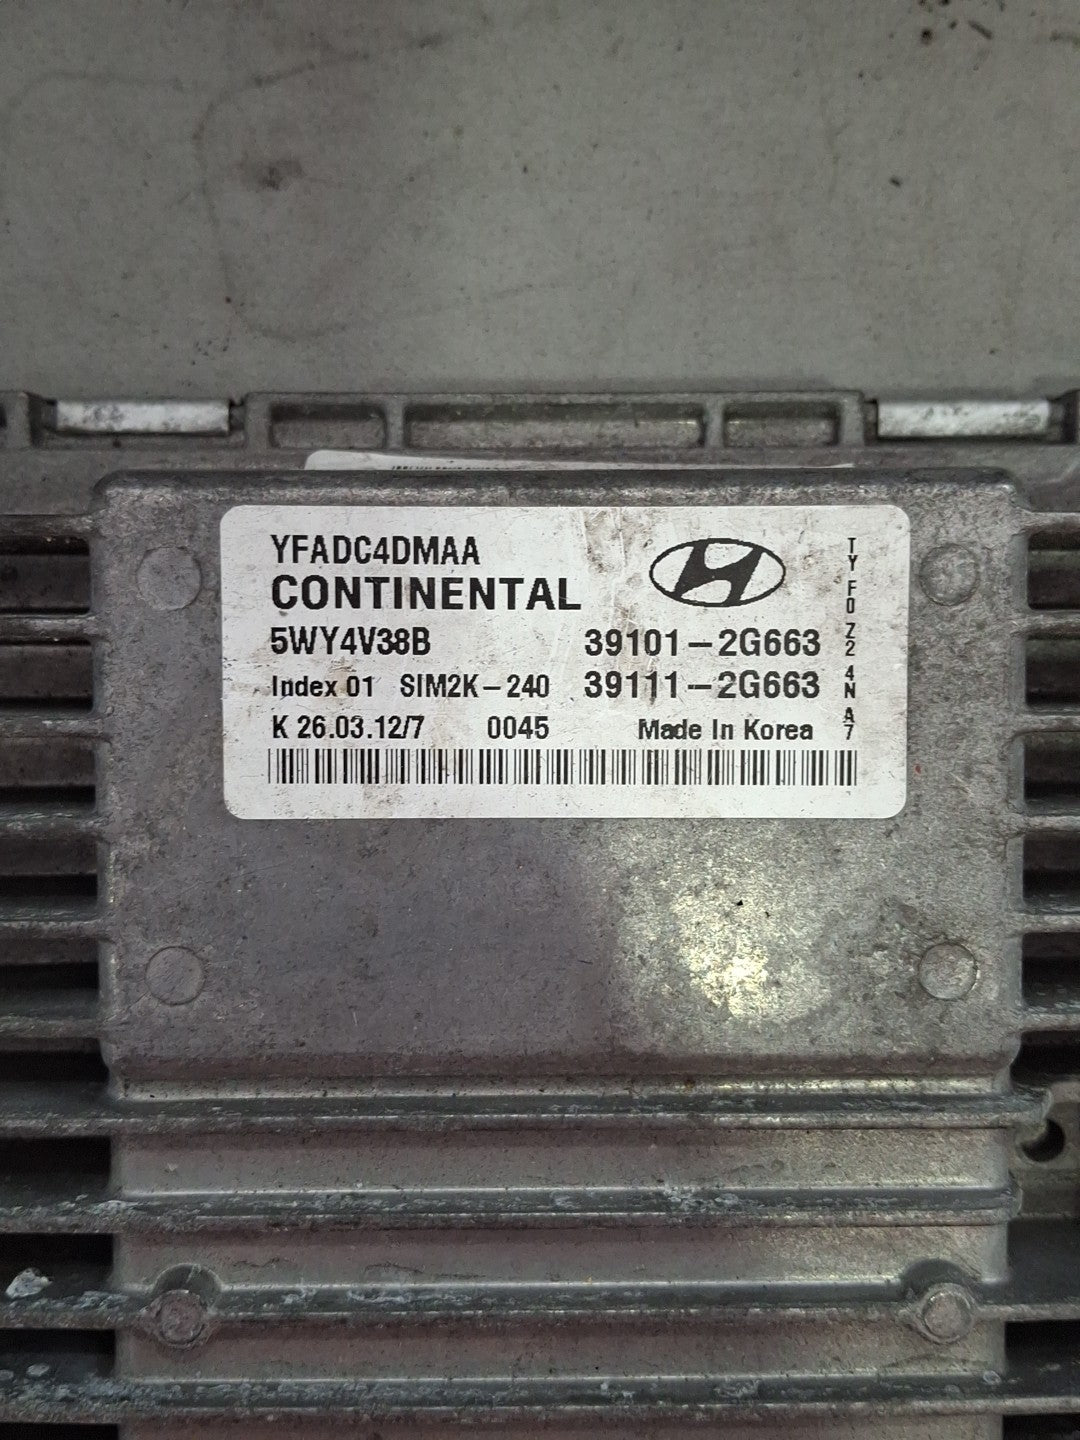 YFADC4DMAA
CONTINENTAL
5WY4V38B 39101-2G663
Index 01 SIM2K-240 39111-2G663
K 26.03.12/7 0045 Made In Korea
TY F0 Z2 4N A7